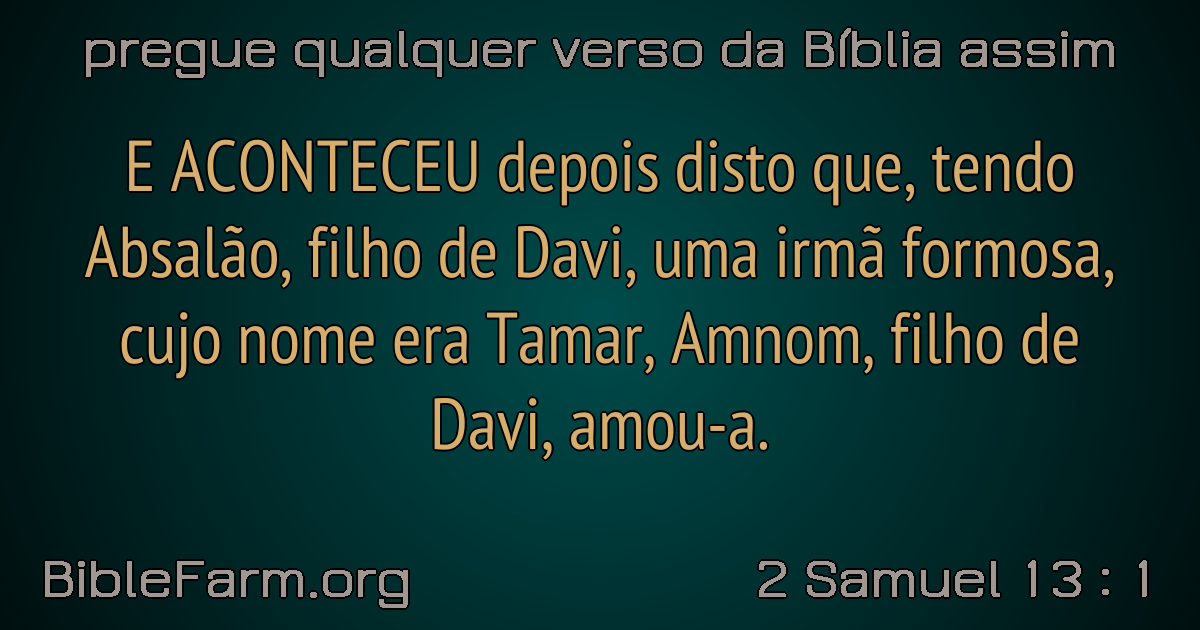 pregue qualquer verso da Bíblia assim
E ACONTECEU depois disto que, tendo
Absalão, filho de Davi, uma irmã formosa,
cujo nome era Tamar, Amnom, filho de
Davi, amou-a.
BibleFarm.org
2 Samuel 13 : 1